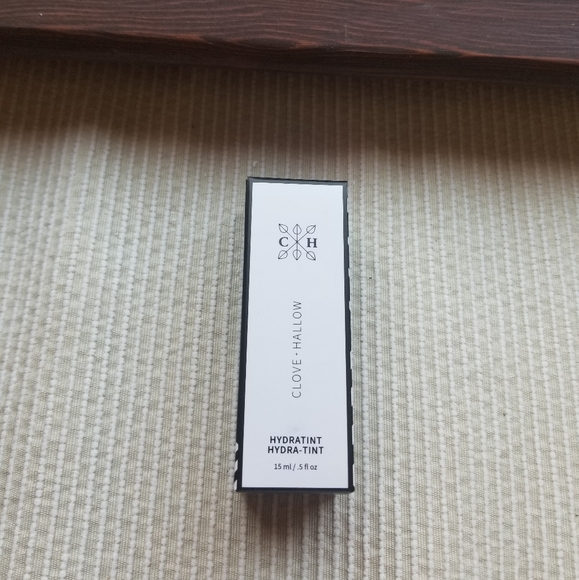 C H
CLOVE · HALLOW
HYDRATINT
HYDRA-TINT
15 ml / .5 fl oz